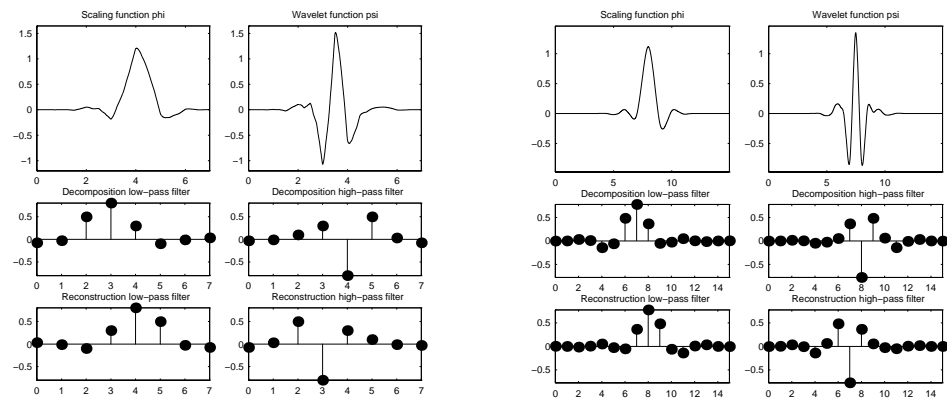 Scaling function phi
Wavelet function psi
1.5
1
0.5
0
−0.5
−1
0 2 4 6
1.5
1
0.5
0
−0.5
−1
0 2 4 6
Decomposition low−pass filter
Decomposition high−pass filter
0.5
0
−0.5
0 1 2 3 4 5 6 7
0.5
0
−0.5
0 1 2 3 4 5 6 7
Reconstruction low−pass filter
Reconstruction high−pass filter
0.5
0
−0.5
0 1 2 3 4 5 6 7
0.5
0
−0.5
0 1 2 3 4 5 6 7
Scaling function phi
Wavelet function psi
1
0.5
0
−0.5
0 5 10
1
0.5
0
−0.5
0 5 10
Decomposition low−pass filter
Decomposition high−pass filter
0.5
0
−0.5
0 2 4 6 8 10 12 14
0.5
0
−0.5
0 2 4 6 8 10 12 14
Reconstruction low−pass filter
Reconstruction high−pass filter
0.5
0
−0.5
0 2 4 6 8 10 12 14
0.5
0
−0.5
0 2 4 6 8 10 12 14